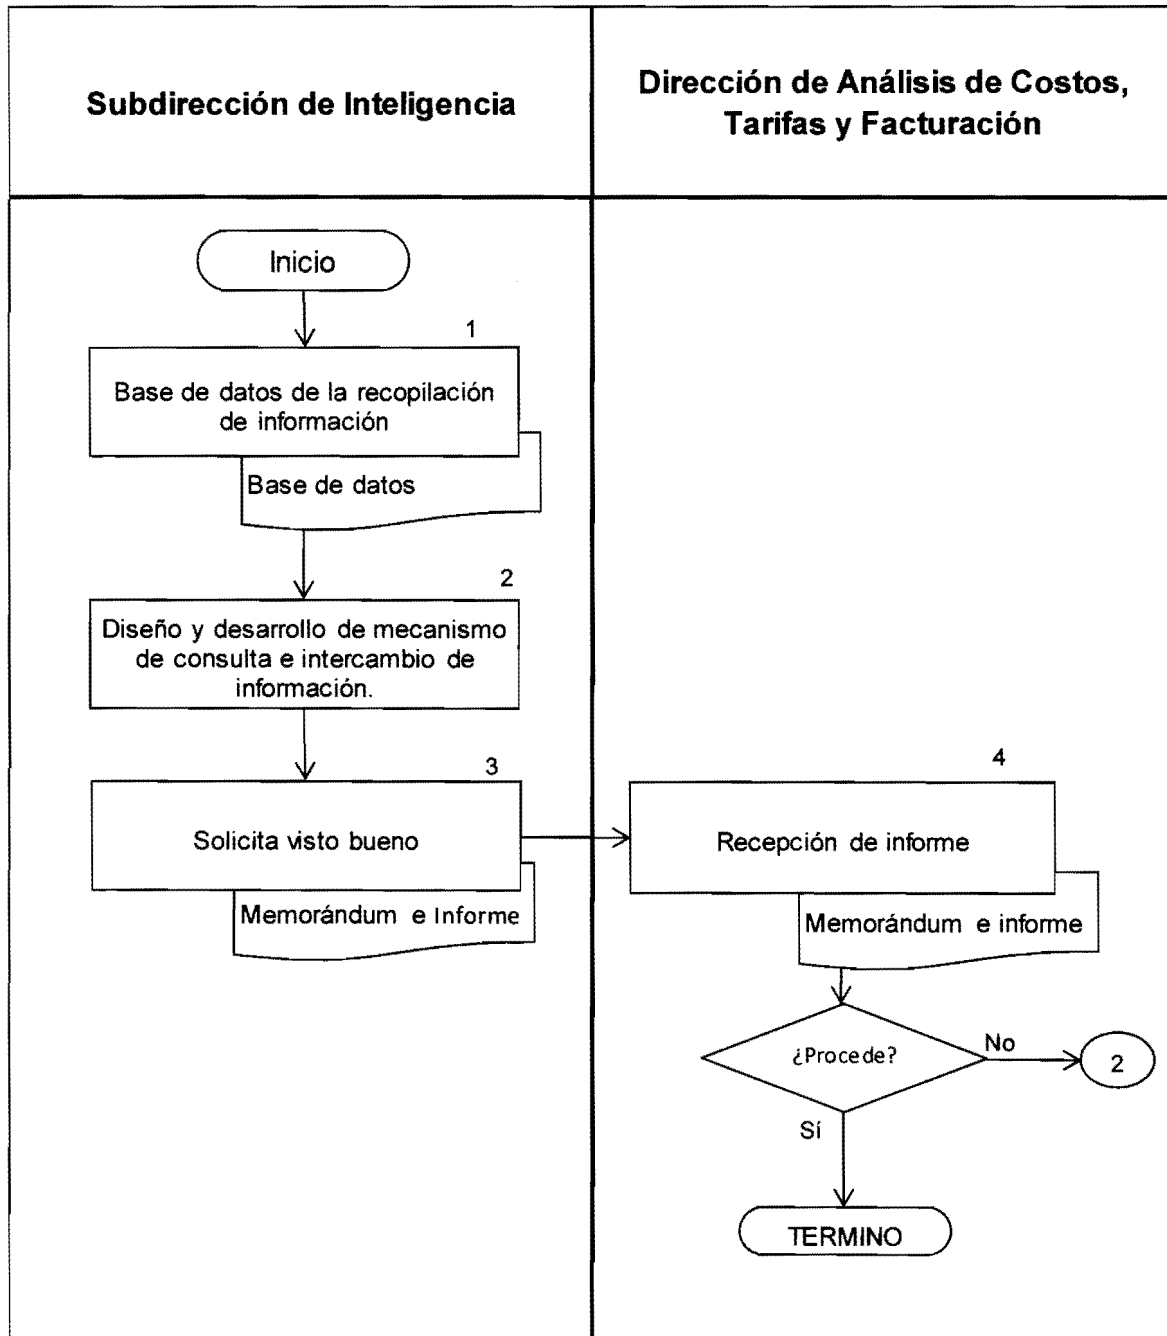 Subdirección de Inteligencia
Dirección de Análisis de Costos,
Tarifas y Facturación
Inicio
1
Base de datos de la recopilación
de información
Base de datos
2
Diseño y desarrollo de mecanismo
de consulta e intercambio de
información.
3
Solicita visto bueno
Memorándum e Informe
4
Recepción de informe
Memorándum e informe
¿Procede?
No
2
Sí
TERMINO